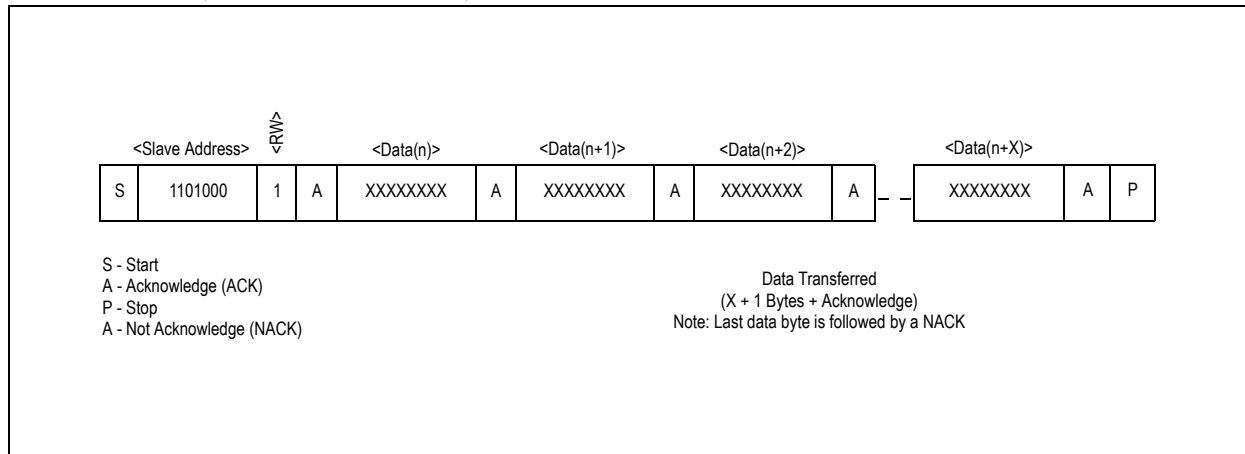 <Slave Address> <RW> <Data(n)> <Data(n+1)> <Data(n+2)> <Data(n+X)>
S 1101000 1 A XXXXXXXX A XXXXXXXX A XXXXXXXX A XXXXXXXX A P
S - Start
A - Acknowledge (ACK)
P - Stop
A - Not Acknowledge (NACK)
Data Transferred
(X + 1 Bytes + Acknowledge)
Note: Last data byte is followed by a NACK